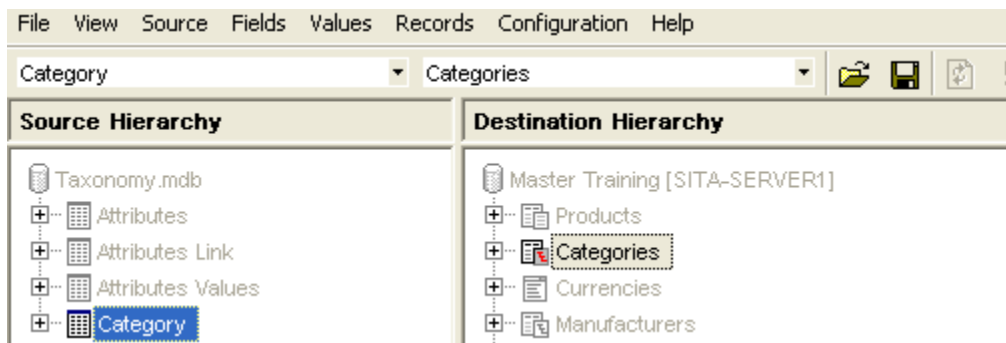 File View Source Fields Values Records Configuration Help
Category Categories
Source Hierarchy Destination Hierarchy
Taxonomy.mdb Master Training [SITA-SERVER1]
Attributes Products
Attributes Link Categories
Attributes Values Currencies
Category Manufacturers